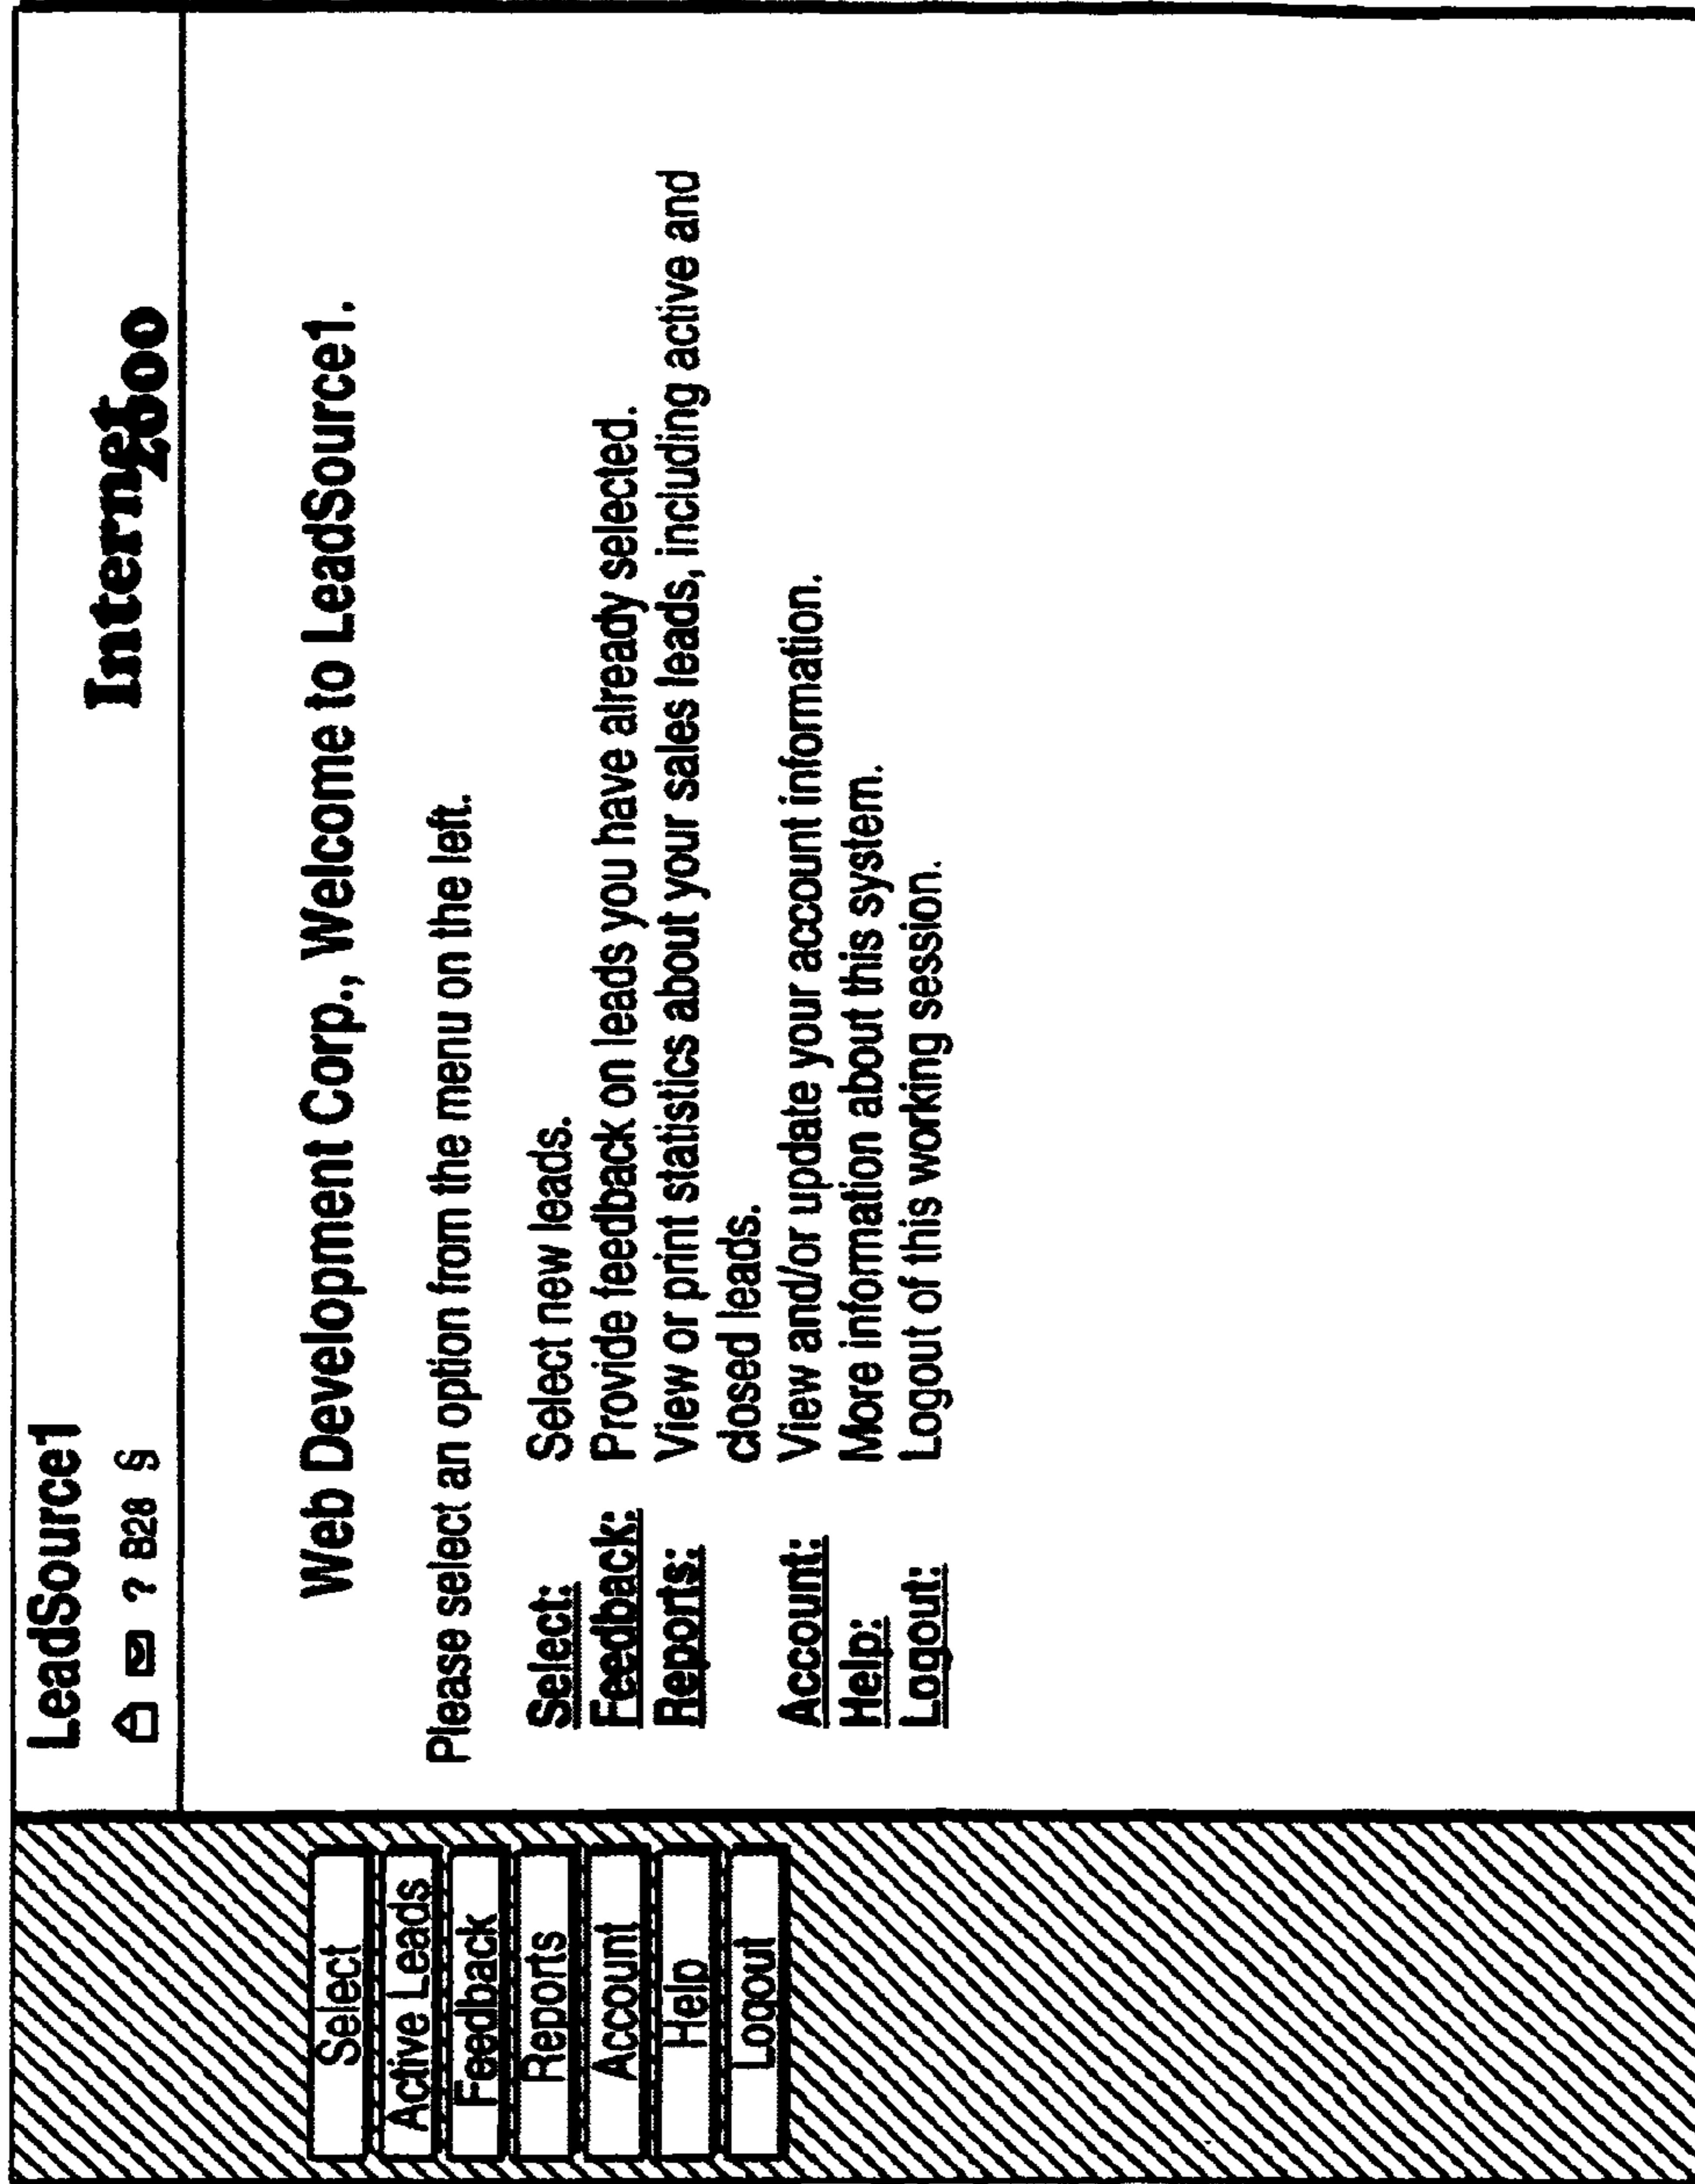 LeadSource1
? B28 §
Internet
2000
Web Development Corp., Welcome to LeadSource1.
Please select an option from the menu on the left.
Select: Select new leads.
Feedback: Provide feedback on leads you have already selected.
Reports: View or print statistics about your sales leads, including active and
closed leads.
Account: View and/or update your account information.
Help: More information about this system.
Logout: Logout of this working session.
Select
Active Leads
Feedback
Reports
Account
Help
Logout